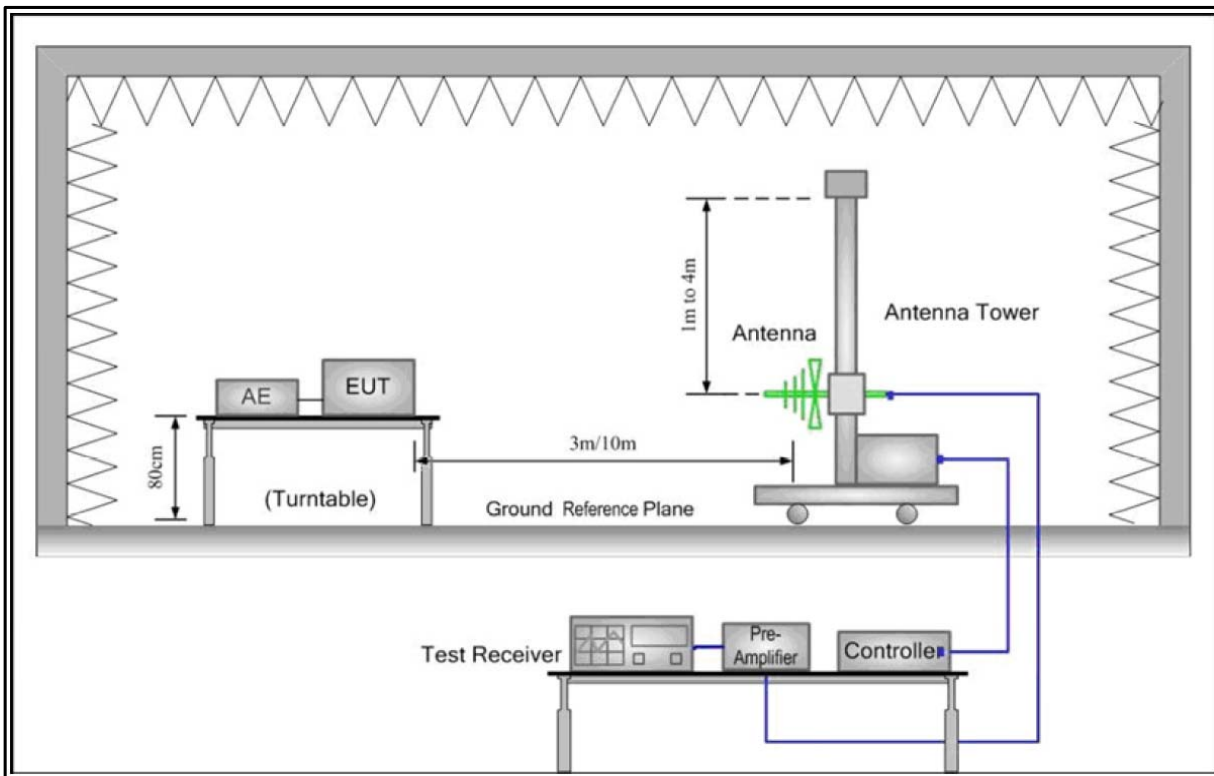 1m to 4m
Antenna Tower
Antenna
AE
EUT
80cm
3m/10m
(Turntable)
Ground Reference Plane
Test Receiver
Pre-
Amplifier
Controller